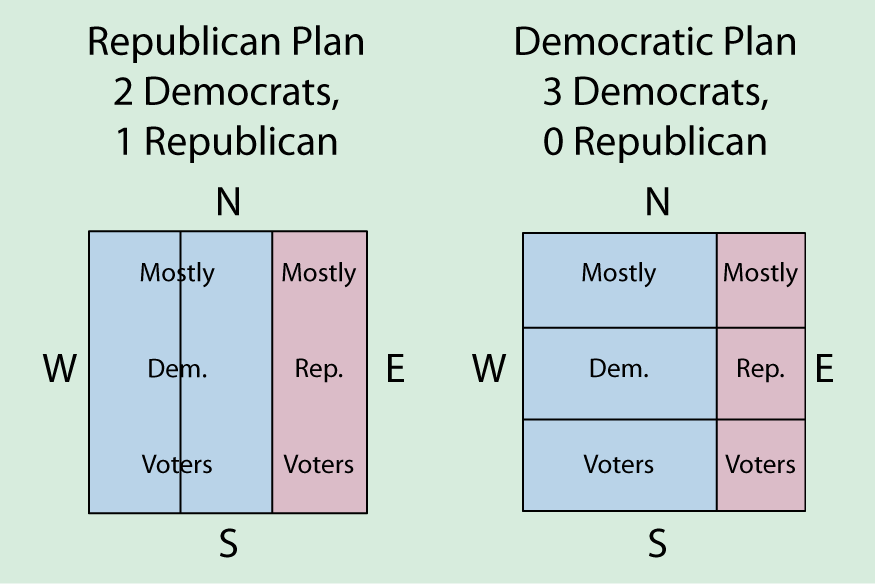 Republican Plan
2 Democrats,
1 Republican
N
W
Mostly
Dem.
Voters
Mostly
Rep.
Voters
E
S
Democratic Plan
3 Democrats,
0 Republican
N
W
Mostly
Dem.
Voters
Mostly
Rep.
Voters
E
S